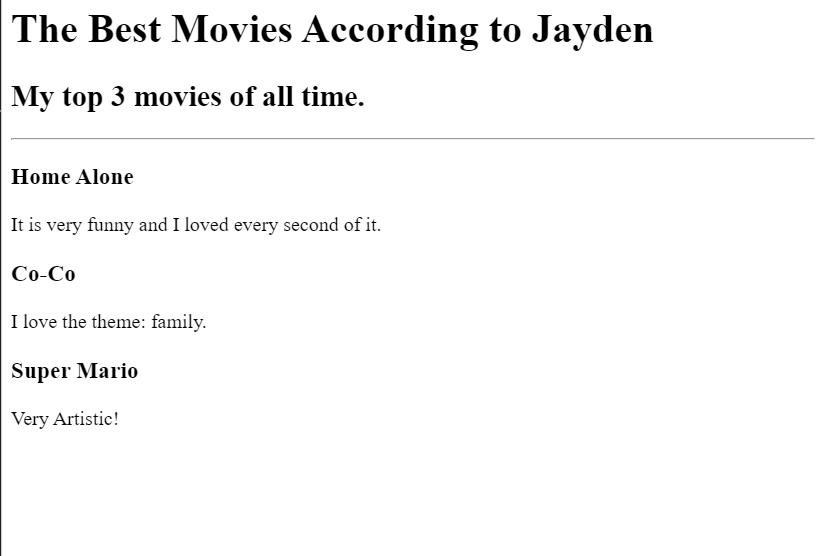 The Best Movies According to Jayden
My top 3 movies of all time.
Home Alone
It is very funny and I loved every second of it.
Co-Co
I love the theme: family.
Super Mario
Very Artistic!